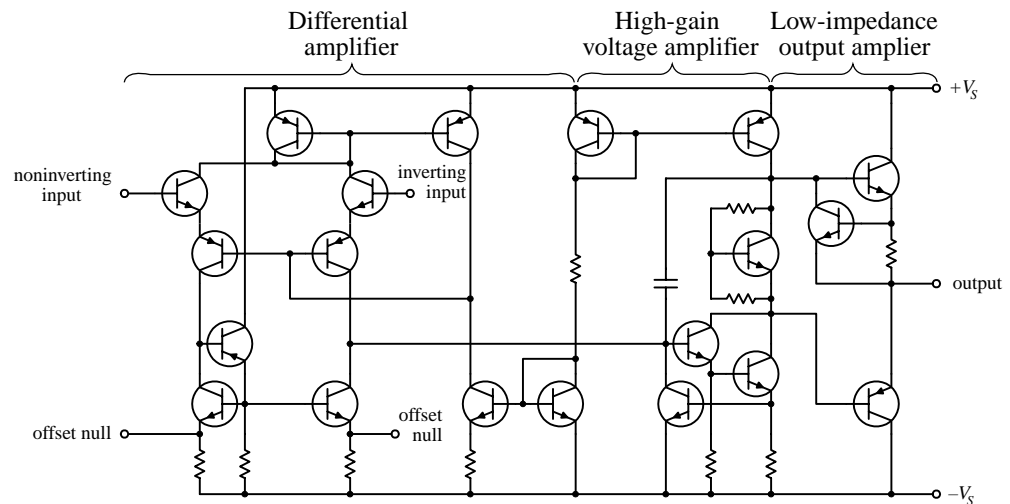 Differential
amplifier
High-gain
voltage amplifier
Low-impedance
output amplier
+VS
noninverting
input
inverting
input
output
offset null
offset
null
–VS